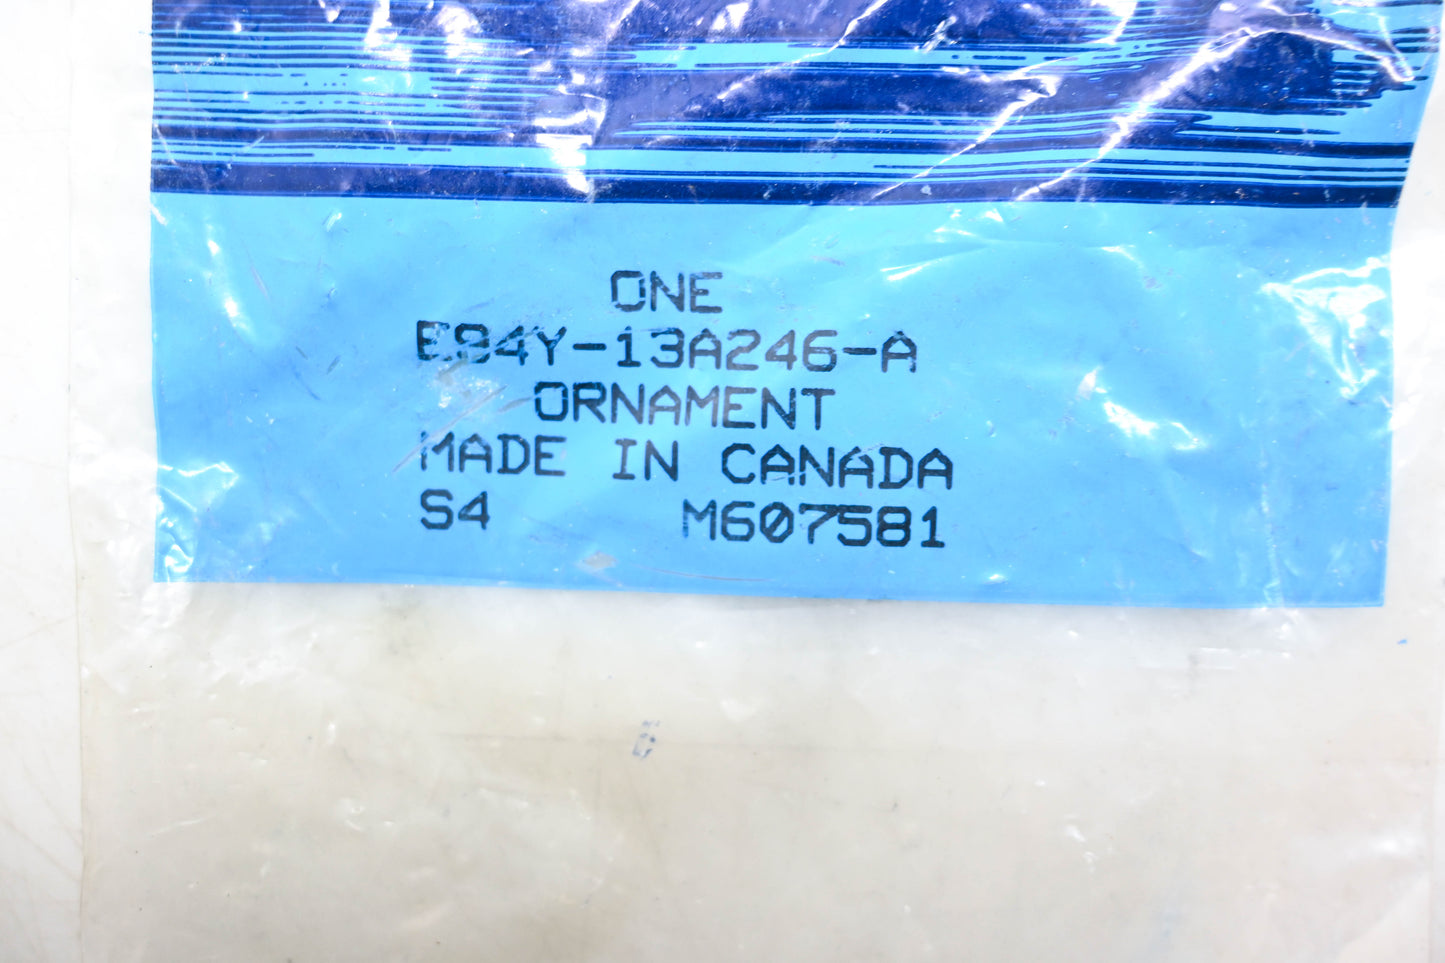 ONE
E94Y-13A246-A
ORNAMENT
MADE IN CANADA
S4 M607581